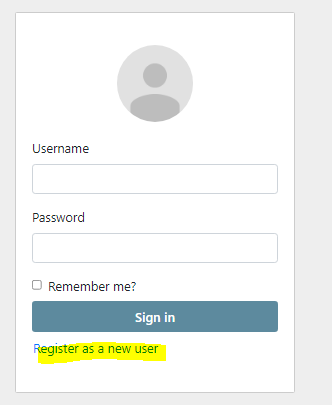 Username
Password
Remember me?
Sign in
Register as a new user